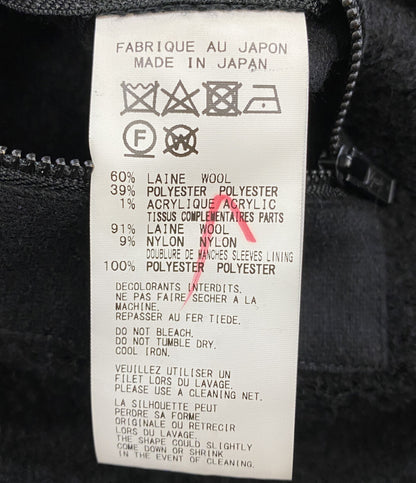 FABRIQUE AU JAPON
MADE IN JAPAN
F
W
60% LAINE WOOL
39% POLYESTER POLYESTER
1% ACRYLIQUE ACRYLIC
TISSUS COMPLEMENTAIRES PARTS
91% LAINE WOOL
9% NYLON NYLON
DOUBLURE DE MANCHES SLEEVES LINING
100% POLYESTER POLYESTER
DECOLORANTS INTERDITS.
NE PAS FAIRE SECHER A LA
MACHINE.
REPASSER AU FER TIEDE.
DO NOT BLEACH.
DO NOT TUMBLE DRY.
COOL IRON.
VEUILLEZ UTILISER UN
FILET LORS DU LAVAGE.
PLEASE USE A CLEANING NET.
LA SILHOUETTE PEUT
PERDRE SA FORME
ORIGINALE OU RETRECIR
LORS DU LAVAGE.
THE SHAPE COULD SLIGHTLY
COME DOWN OR SHRINK
IN THE EVENT OF CLEANING.